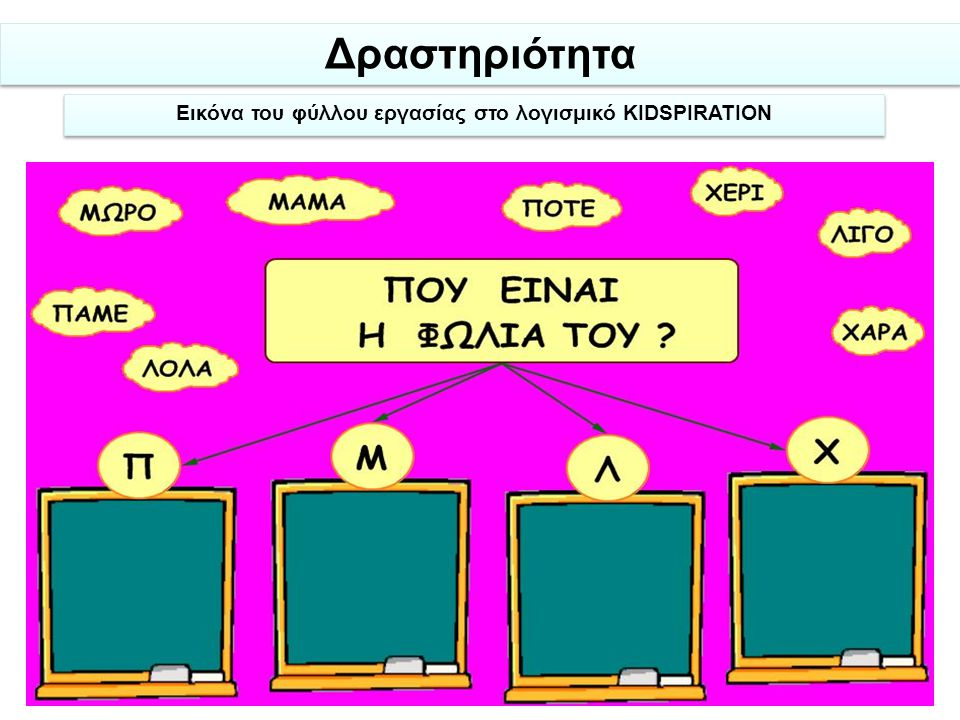 Δραστηριότητα
Εικόνα του φύλλου εργασίας στο λογισμικό KIDSPIRATION
ΜΩΡΟ
ΜΑΜΑ
ΠΟΤΕ
ΧΕΡΙ
ΛΙΓΟ
ΠΑΜΕ
ΛΟΛΑ
ΧΑΡΑ
ΠΟΥ ΕΙΝΑΙ
Η ΦΩΛΙΑ ΤΟΥ ?
Π
Μ
Λ
Χ